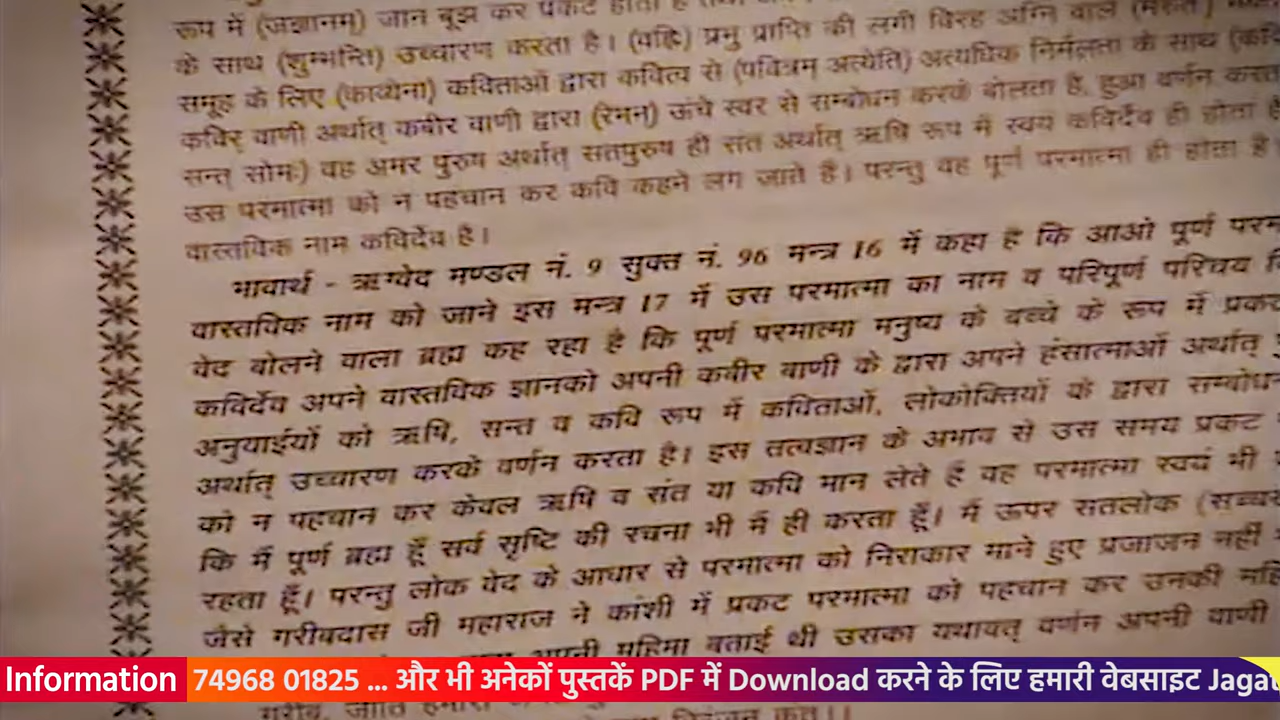 रूप में (जज्ञानम्) जान बूझ कर प्रकट होता है तथा
के साथ (शुम्भन्ति) उच्चारण करता है। (वह्नि) प्रभु प्राप्ति की लगी विरह अग्नि वाले (मरुतः)
समूह के लिए (काव्येना) कविताओं द्वारा कवित्व से (पवित्रम् अत्येति) अत्यधिक निर्मलता के साथ
कविर् वाणी अर्थात् कबीर वाणी द्वारा (रेभन्) ऊंचे स्वर से सम्बोधन करके बोलता है, हुआ वर्णन करता
सन्त् सोमः) वह अमर पुरुष अर्थात् सतपुरुष ही संत अर्थात् ऋषि रूप में स्वयं कविर्देव ही होता है
उस परमात्मा को न पहचान कर कवि कहने लग जाते हैं। परन्तु वह पूर्ण परमात्मा ही होता है।
वास्तविक नाम कविर्देव है।
भावार्थ - ऋग्वेद मण्डल नं. 9 सुक्त नं. 96 मन्त्र 16 में कहा है कि आओ पूर्ण
वास्तविक नाम को जाने इस मन्त्र 17 में उस परमात्मा का नाम व परिपूर्ण परिचय
वेद बोलने वाला ब्रह्म कह रहा है कि पूर्ण परमात्मा मनुष्य के बच्चे के रूप में
कविर्देव अपने वास्तविक ज्ञानको अपनी कबीर वाणी के द्वारा अपने हंसात्माओं अर्थात्
अनुयाईयों को ऋषि, सन्त व कवि रूप में कविताओं, लोकोक्तियों के द्वारा सम्बोधन
अर्थात् उच्चारण करके वर्णन करता है। इस तत्वज्ञान के अभाव से उस समय प्रकट
को न पहचान कर केवल ऋषि व संत या कवि मान लेते हैं वह परमात्मा स्वयं भी
कि मैं पूर्ण ब्रह्म हूँ सर्व सृष्टि की रचना भी मैं ही करता हूँ। मैं ऊपर सतलोक
रहता हूँ। परन्तु लोक वेद के आधार से परमात्मा को निराकार माने हुए प्रजाजन नहीं
जैसे गरीबदास जी महाराज ने काशी में प्रकट परमात्मा को पहचान कर उनकी
अपनी महिमा बताई थी उसका यथावत् वर्णन अपनी वाणी
Information 74968 01825 ... और भी अनेकों पुस्तकें PDF में Download करने के लिए हमारी वेबसाइट Jagat
गरीब, जाति हमारी